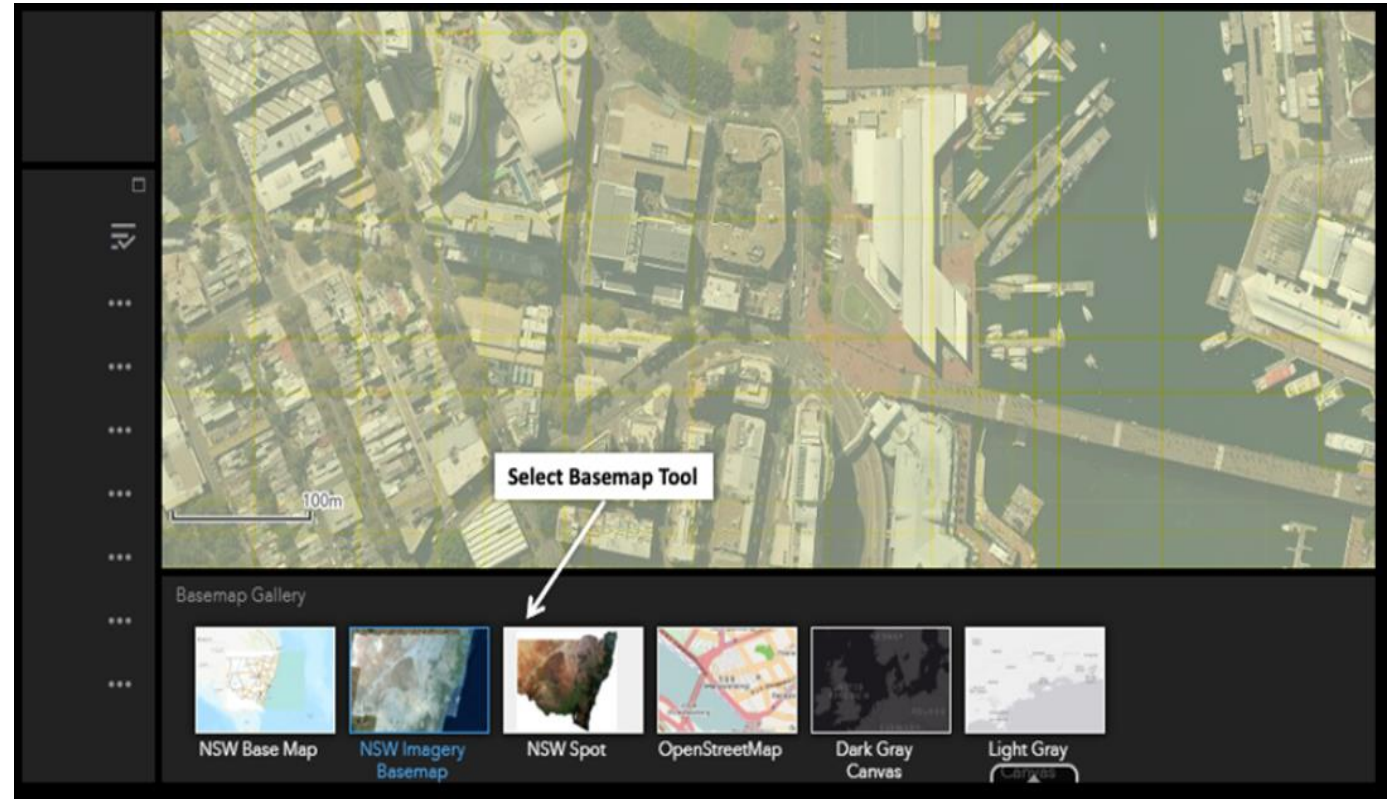 100m
Select Basemap Tool
Basemap Gallery
NSW Base Map
NSW Imagery
Basemap
NSW Spot
OpenStreetMap
Dark Gray
Canvas
Light Gray
Canvas